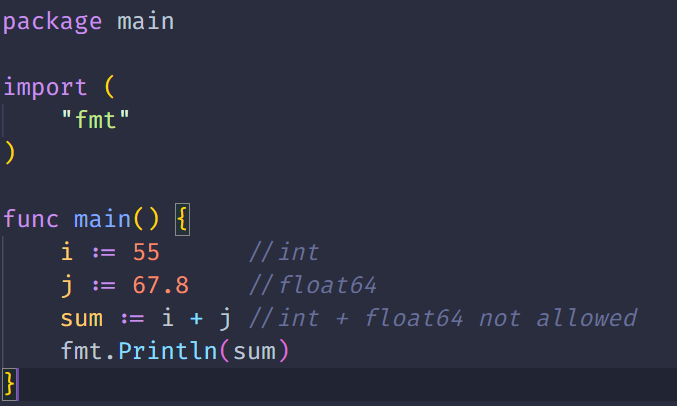 package main
import (
    "fmt"
)
func main() {
    i := 55      //int
    j := 67.8    //float64
    sum := i + j //int + float64 not allowed
    fmt.Println(sum)
}